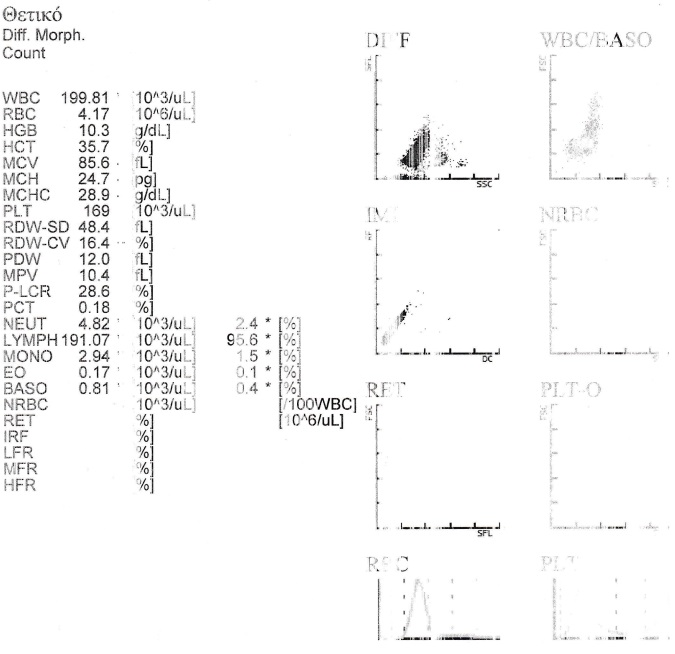 Θετικό
Diff. Morph.
Count
WBC 199.81 [10^3/uL]
RBC 4.17 [10^6/uL]
HGB 10.3 g/dL]
HCT 35.7 %]
MCV 85.6 fL]
MCH 24.7 pg]
MCHC 28.9 g/dL]
PLT 169 10^3/uL]
RDW-SD 48.4 fL]
RDW-CV 16.4 %]
PDW 12.0 fL]
MPV 10.4 fL]
P-LCR 28.6 %]
PCT 0.18 %]
NEUT 4.82 10^3/uL] 2.4 * [%]
LYMPH 191.07 10^3/uL] 95.6 * [%]
MONO 2.94 10^3/uL] 1.5 * [%]
EO 0.17 10^3/uL] 0.1 * [%]
BASO 0.81 10^3/uL] 0.4 * [%]
NRBC 10^3/uL] [/100WBC]
RET %] [10^6/uL]
IRF %]
LFR %]
MFR %]
HFR %]
DIFF WBC/BASO
SFL FSC
SSC
IMI NRBC
RF FSC
DC
RET PLT-O
FSC FSC
SFL
RBC PLT